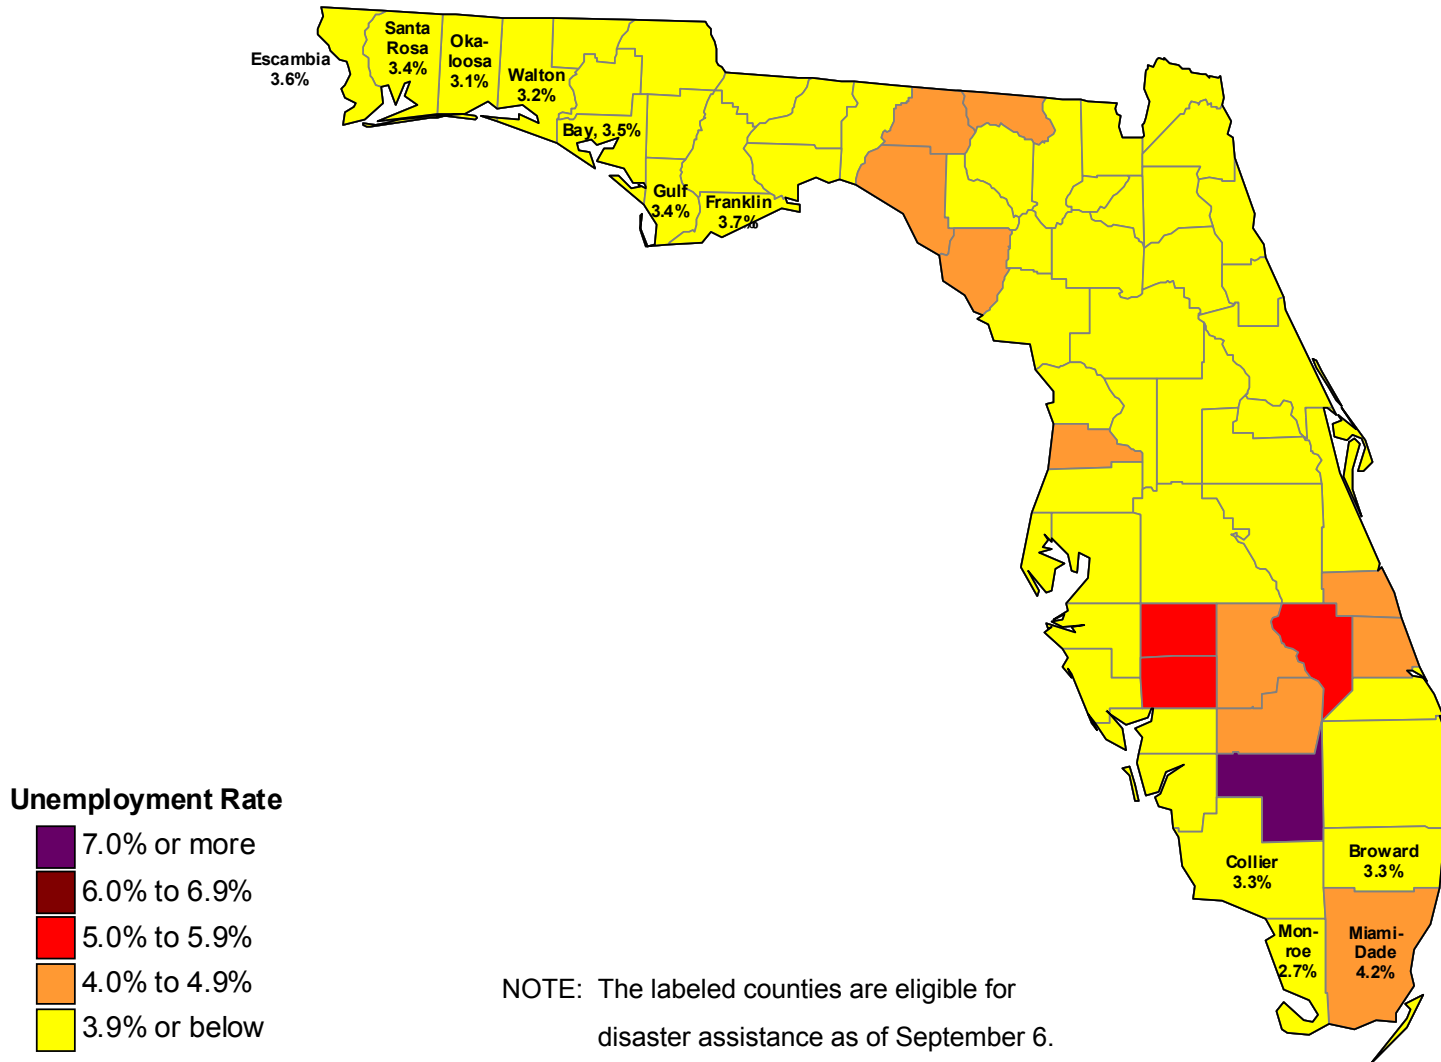 Escambia
3.6%
Santa
Rosa
3.4%
Oka-
loosa
3.1%
Walton
3.2%
Bay, 3.5%
Gulf
3.4%
Franklin
3.7%
Unemployment Rate
7.0% or more
6.0% to 6.9%
5.0% to 5.9%
4.0% to 4.9%
3.9% or below
Collier
3.3%
Broward
3.3%
Mon-
roe
2.7%
Miami-
Dade
4.2%
NOTE: The labeled counties are eligible for
disaster assistance as of September 6.